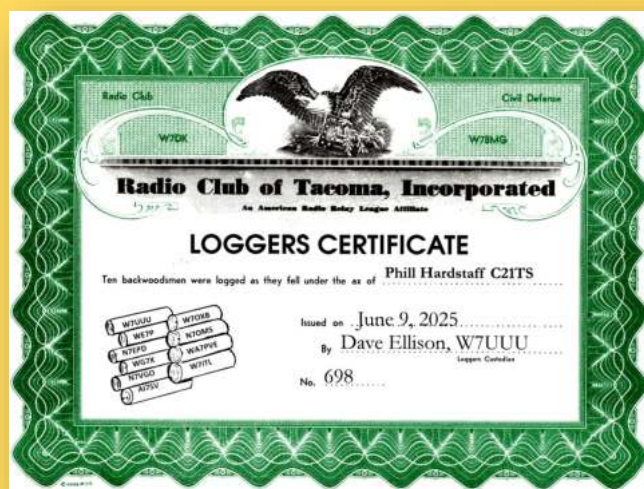 Radio Club
Civil Defense
W7DK
W7BMG
Radio Club of Tacoma, Incorporated
An American Radio Relay League Affiliate
LOGGERS CERTIFICATE
Ten backwoodsmen were logged as they fell under the ax of Phill Hardstaff C21TS
Issued on June 9, 2025
By Dave Ellison, W7UUU
Loggers Custodian
No. 698
W7UUU
W7OXB
WE7P
N7OMS
N7EFD
WA7PVE
WG7X
W7ITL
N7VGO
AI7SV